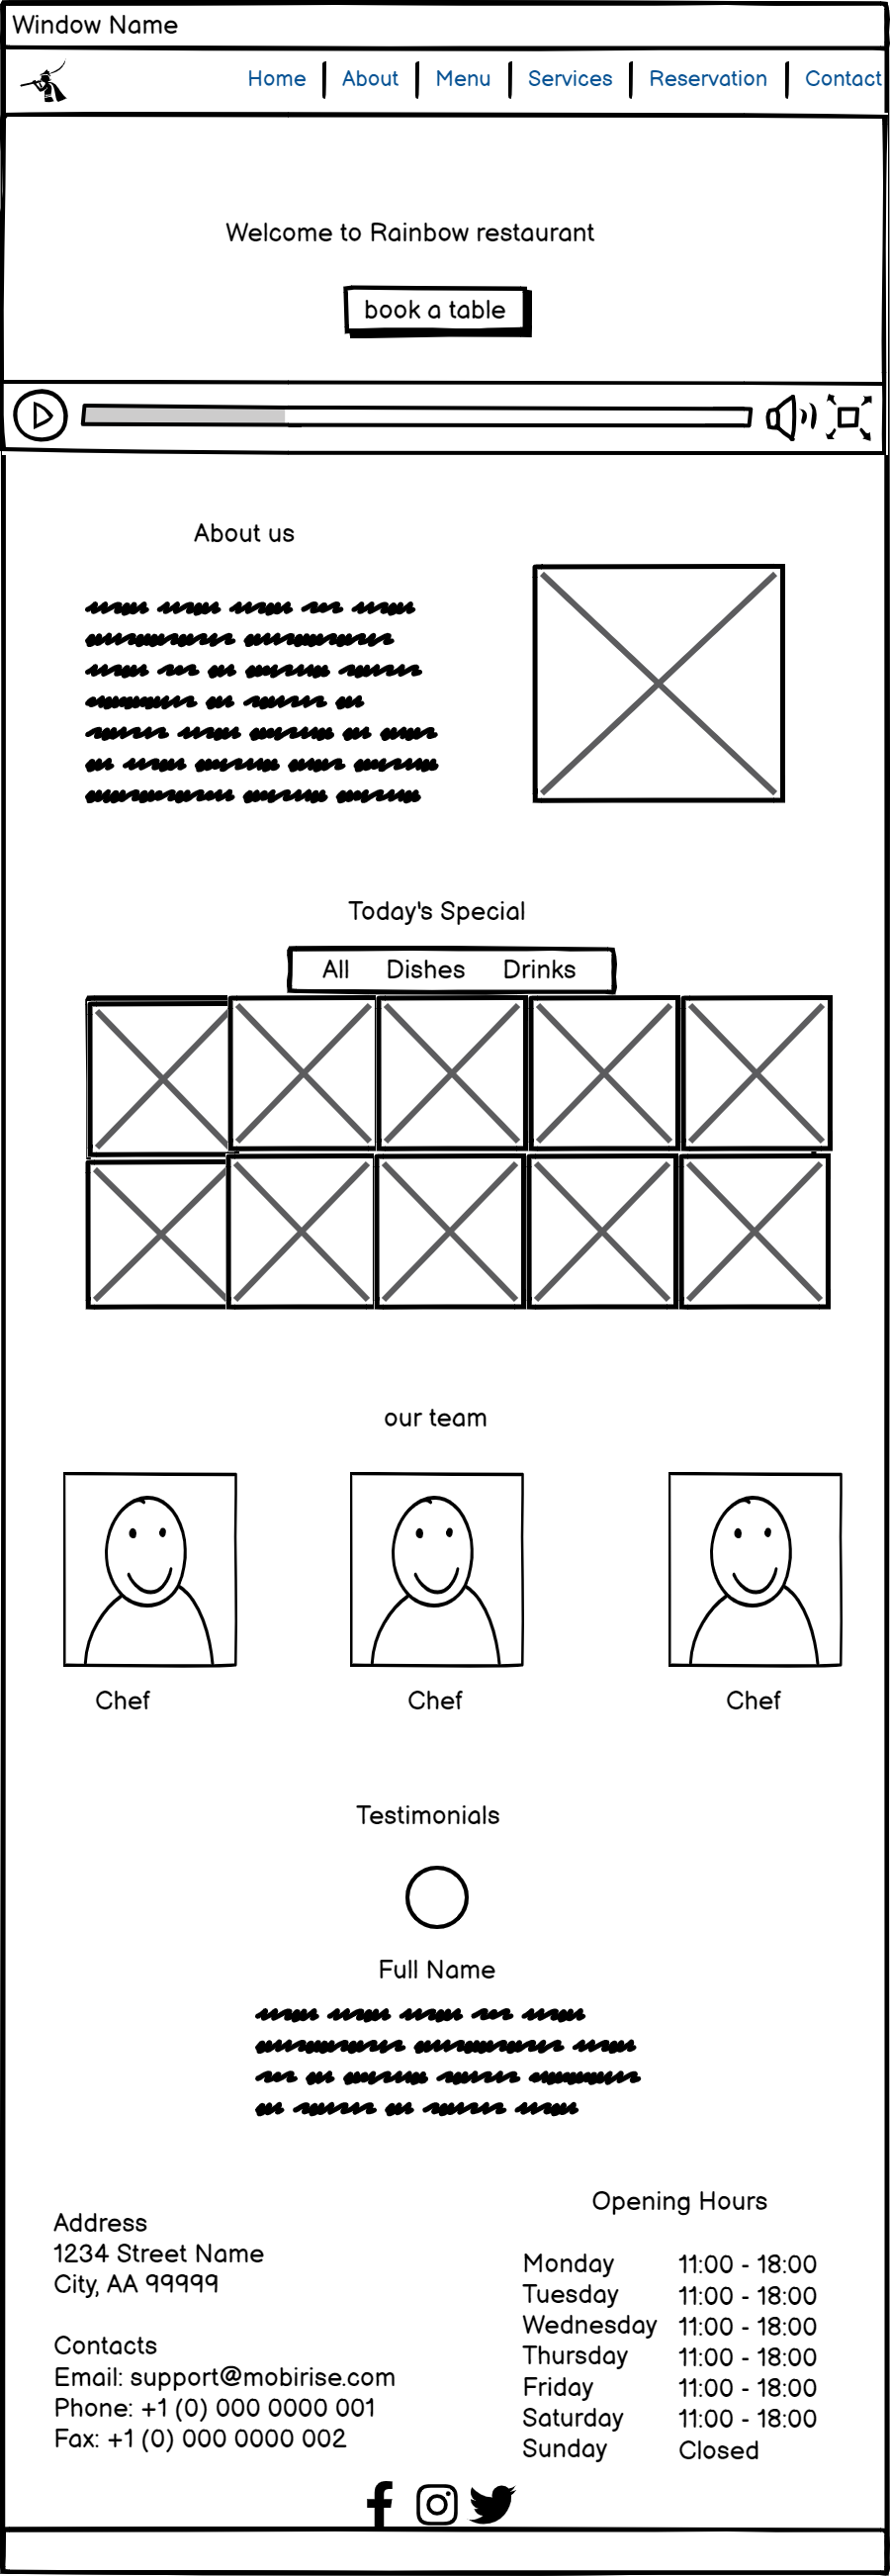 Window Name
Home About Menu Services Reservation Contact
Welcome to Rainbow restaurant
book a table
About us
Today's Special
All Dishes Drinks
our team
Chef Chef Chef
Testimonials
Full Name
Address
1234 Street Name
City, AA 99999
Contacts
Email: support@mobirise.com
Phone: +1 (0) 000 0000 001
Fax: +1 (0) 000 0000 002
Opening Hours
Monday 11:00 - 18:00
Tuesday 11:00 - 18:00
Wednesday 11:00 - 18:00
Thursday 11:00 - 18:00
Friday 11:00 - 18:00
Saturday 11:00 - 18:00
Sunday Closed